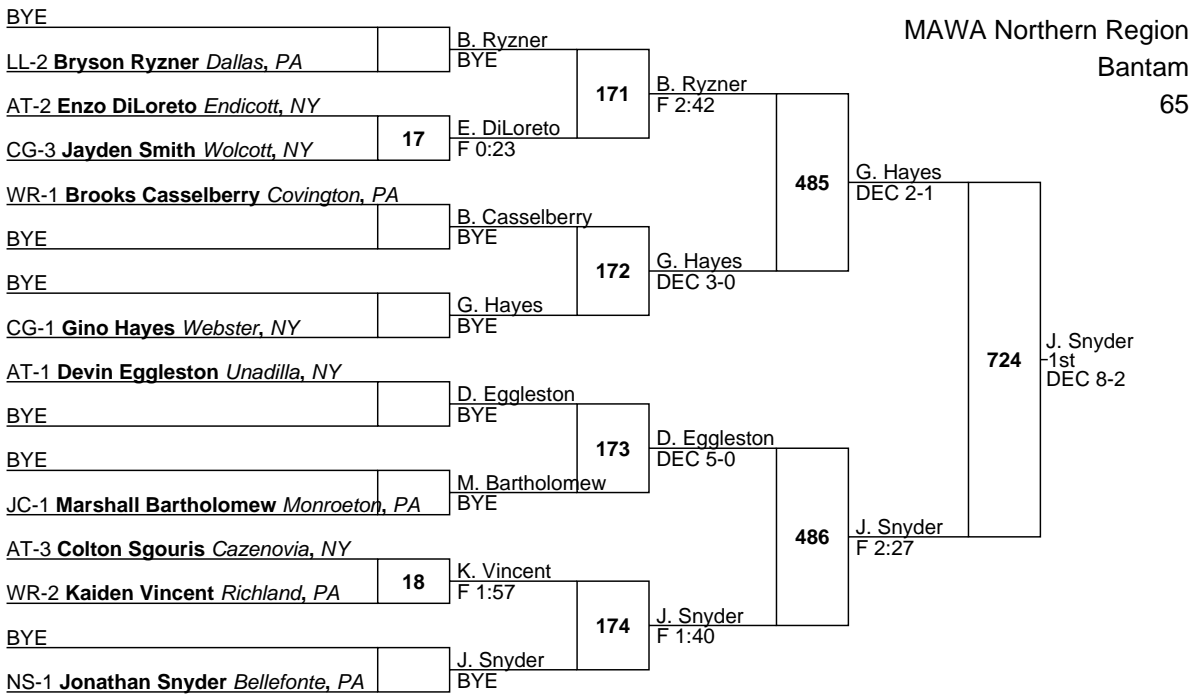 MAWA Northern Region
Bantam
65
BYE
LL-2 Bryson Ryzner Dallas, PA
AT-2 Enzo DiLoreto Endicott, NY
CG-3 Jayden Smith Wolcott, NY
WR-1 Brooks Casselberry Covington, PA
BYE
BYE
CG-1 Gino Hayes Webster, NY
AT-1 Devin Eggleston Unadilla, NY
BYE
BYE
JC-1 Marshall Bartholomew Monroeton, PA
AT-3 Colton Sgouris Cazenovia, NY
WR-2 Kaiden Vincent Richland, PA
BYE
NS-1 Jonathan Snyder Bellefonte, PA
17
18
B. Ryzner
BYE
E. DiLoreto
F 0:23
B. Casselberry
BYE
G. Hayes
BYE
D. Eggleston
BYE
M. Bartholomew
BYE
K. Vincent
F 1:57
J. Snyder
BYE
171
172
173
174
B. Ryzner
F 2:42
G. Hayes
DEC 3-0
D. Eggleston
DEC 5-0
J. Snyder
F 1:40
485
486
G. Hayes
DEC 2-1
J. Snyder
F 2:27
724
J. Snyder
1st
DEC 8-2